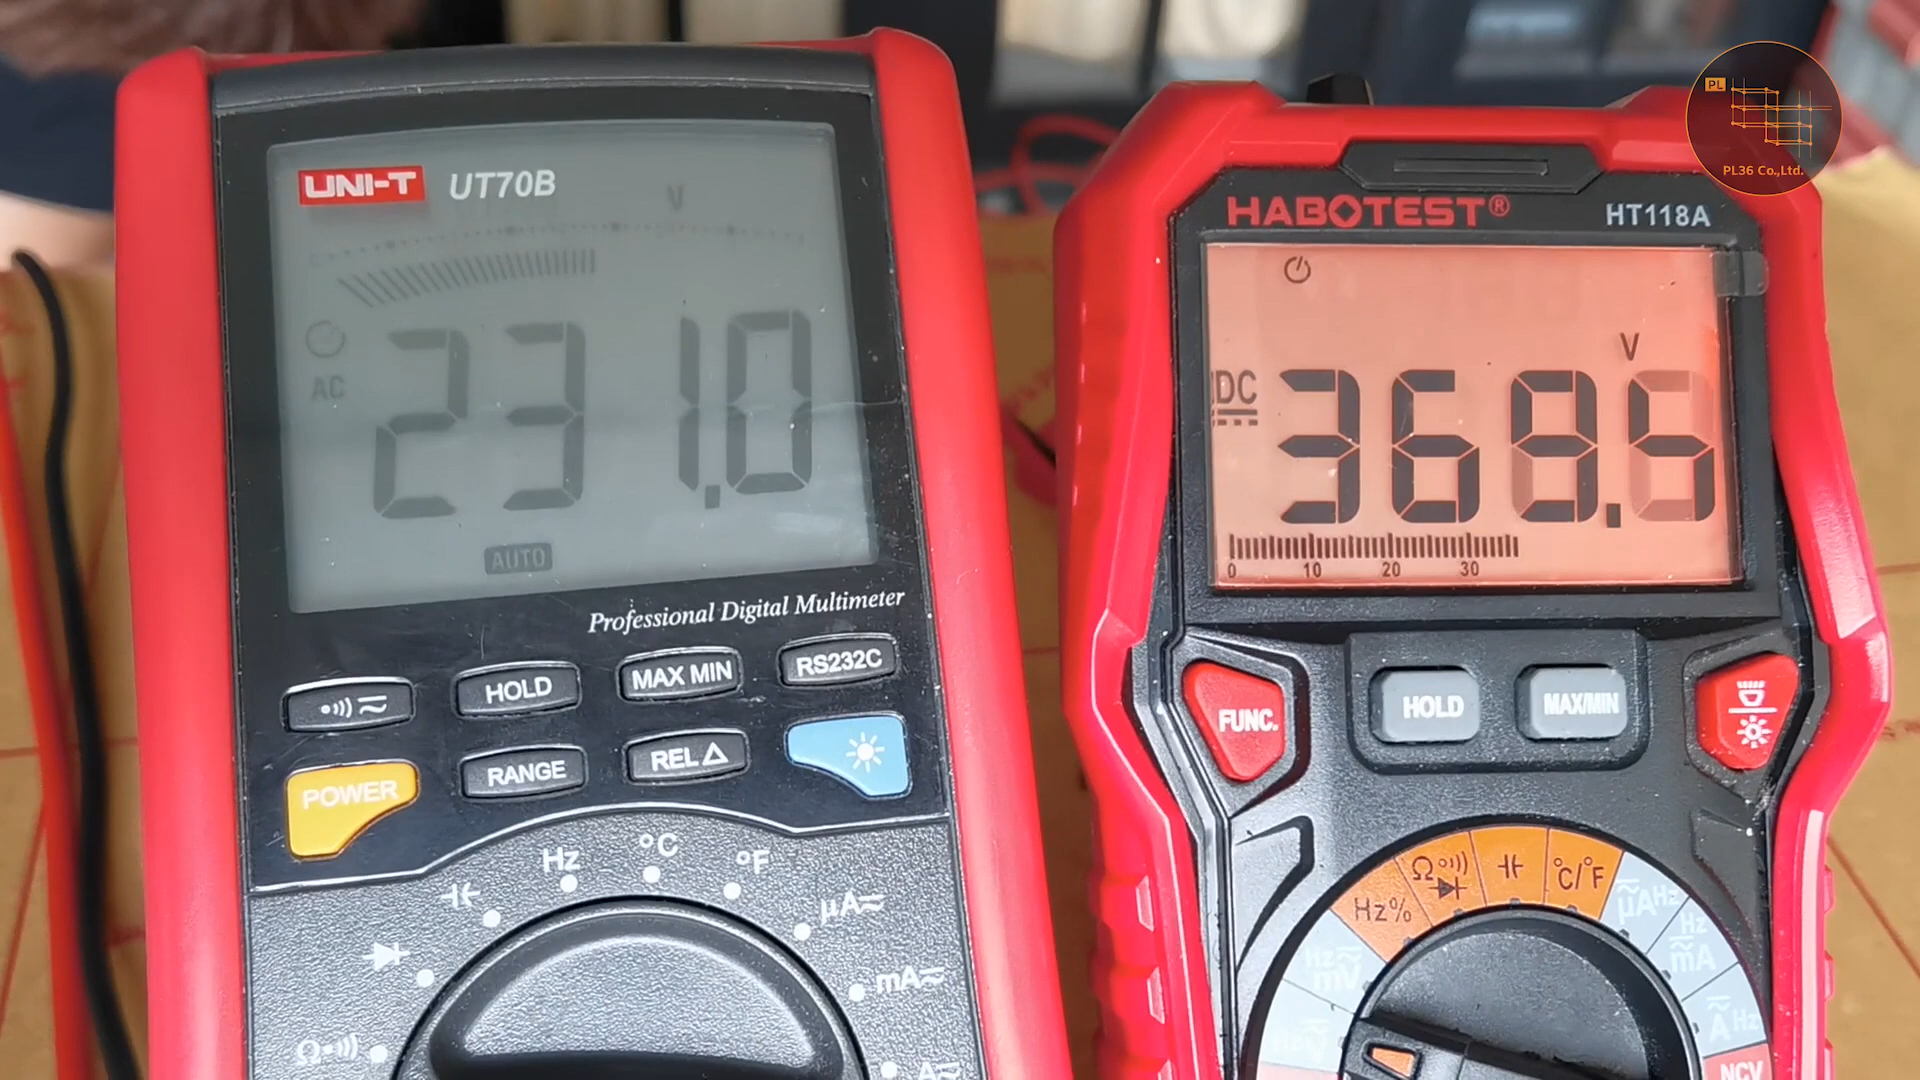 UNI-T UT70B
V
AC
231.0
AUTO
Professional Digital Multimeter
HOLD
MAX MIN
RS232C
POWER
RANGE
REL Δ
Hz
°C
°F
µA
mA
Ω
A
PL
PL36 Co.,Ltd.
HABOTEST®
HT118A
V
DC
0 10 20 30
FUNC.
HOLD
MAX/MIN
Hz%
Ω
°C/°F
µA Hz
Hz
mA
Hz
mV
A Hz
NCV